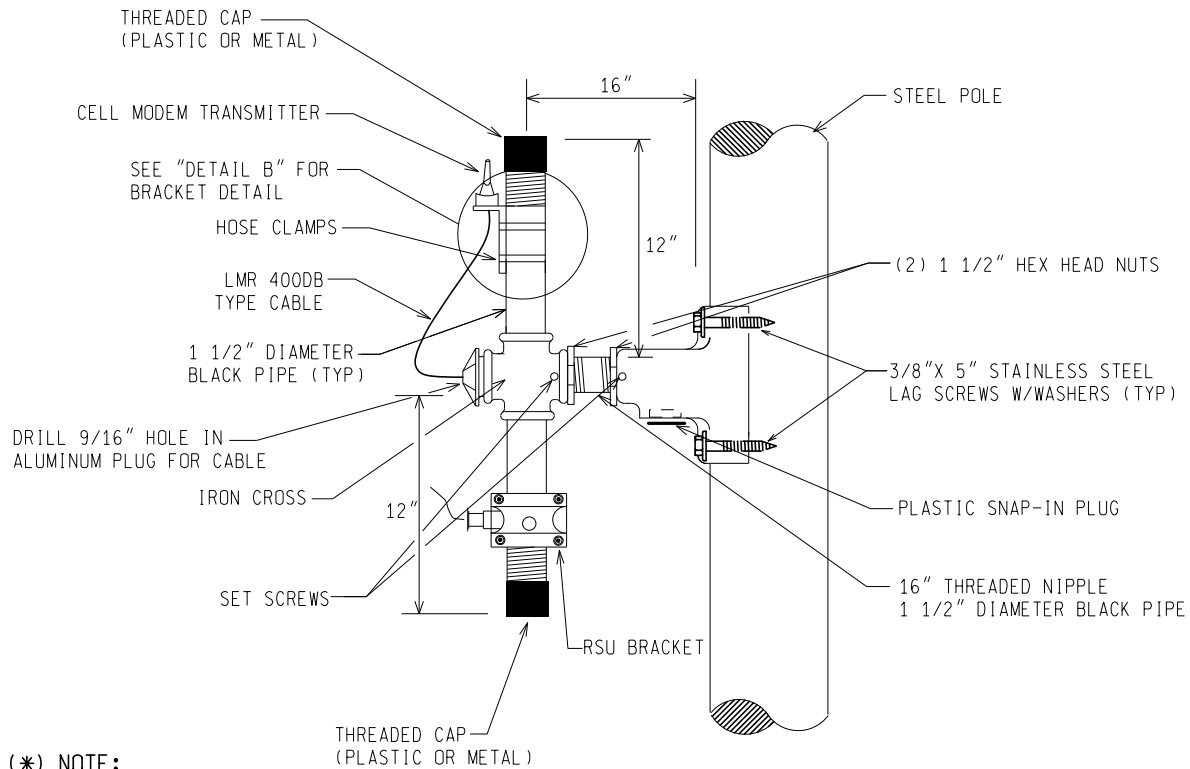 THREADED CAP
(PLASTIC OR METAL)
16"
STEEL POLE
CELL MODEM TRANSMITTER
SEE "DETAIL B" FOR
BRACKET DETAIL
HOSE CLAMPS
12"
(2) 1 1/2" HEX HEAD NUTS
LMR 400DB
TYPE CABLE
1 1/2" DIAMETER
BLACK PIPE (TYP)
3/8"X 5" STAINLESS STEEL
LAG SCREWS W/WASHERS (TYP)
DRILL 9/16" HOLE IN
ALUMINUM PLUG FOR CABLE
IRON CROSS
12"
PLASTIC SNAP-IN PLUG
SET SCREWS
16" THREADED NIPPLE
1 1/2" DIAMETER BLACK PIPE
RSU BRACKET
THREADED CAP
(PLASTIC OR METAL)
(*) NOTE: